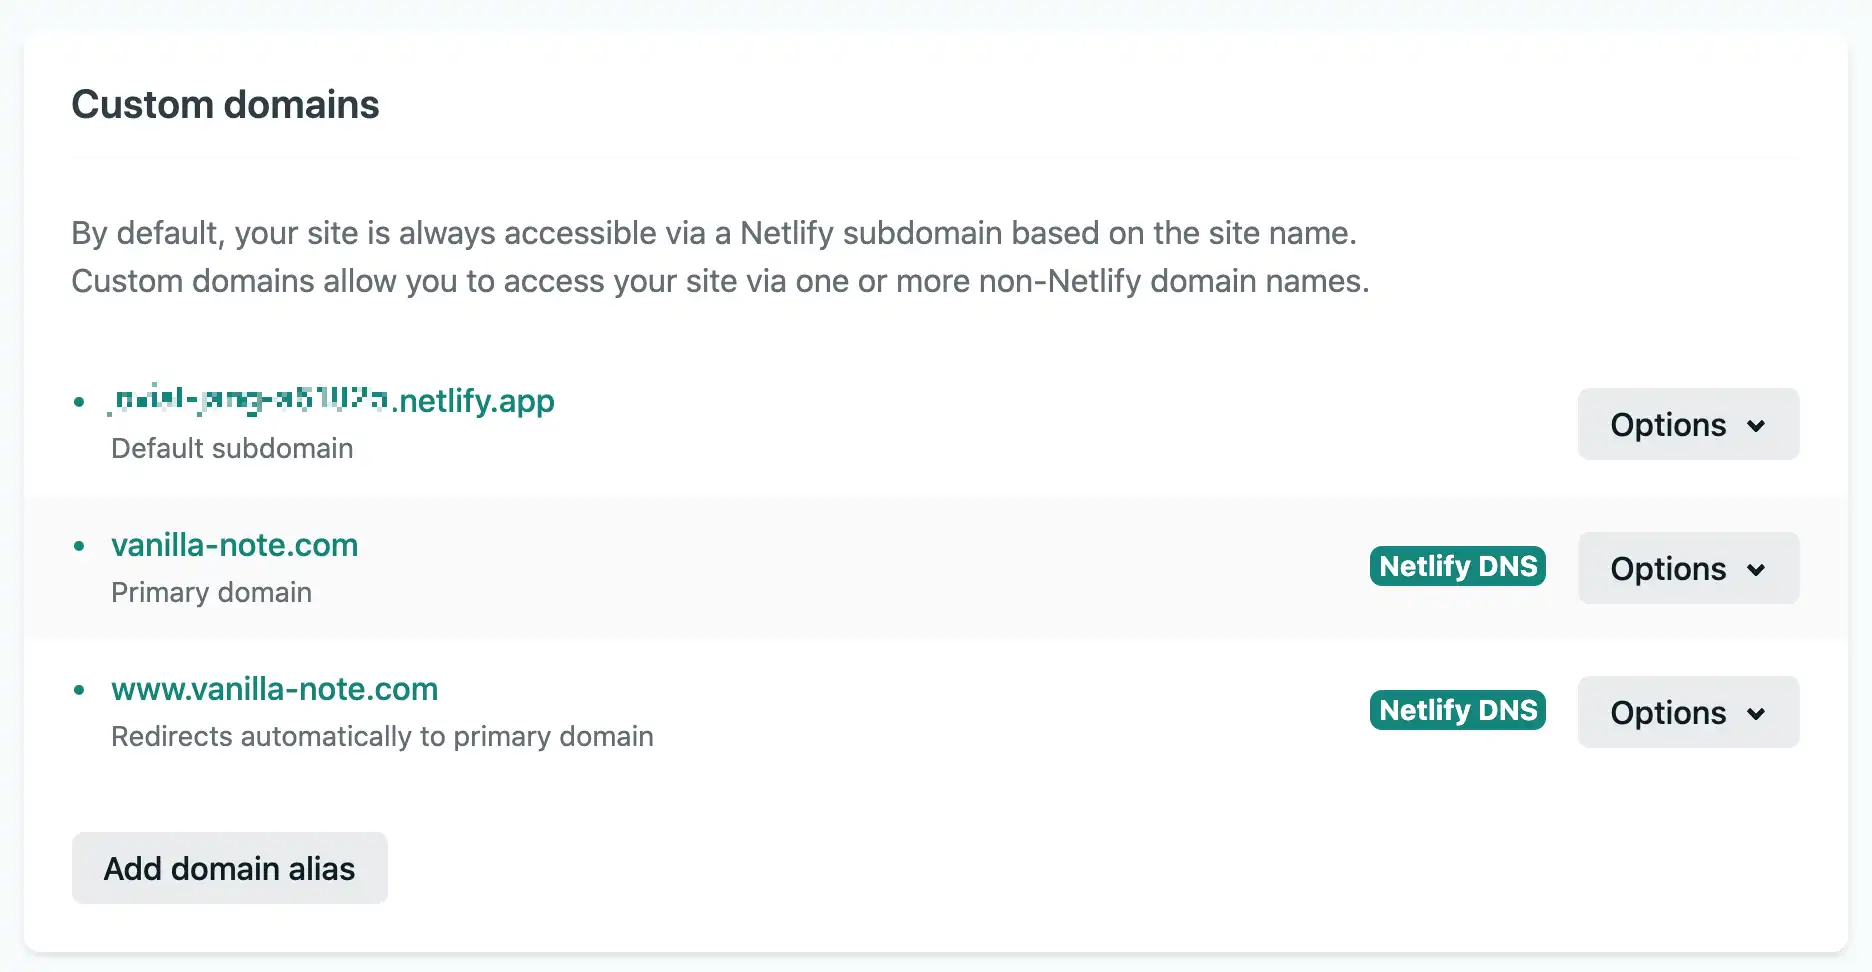 Custom domains
By default, your site is always accessible via a Netlify subdomain based on the site name.
Custom domains allow you to access your site via one or more non-Netlify domain names.
.netlify.app
Options
Default subdomain
vanilla-note.com
Netlify DNS
Options
Primary domain
www.vanilla-note.com
Netlify DNS
Options
Redirects automatically to primary domain
Add domain alias